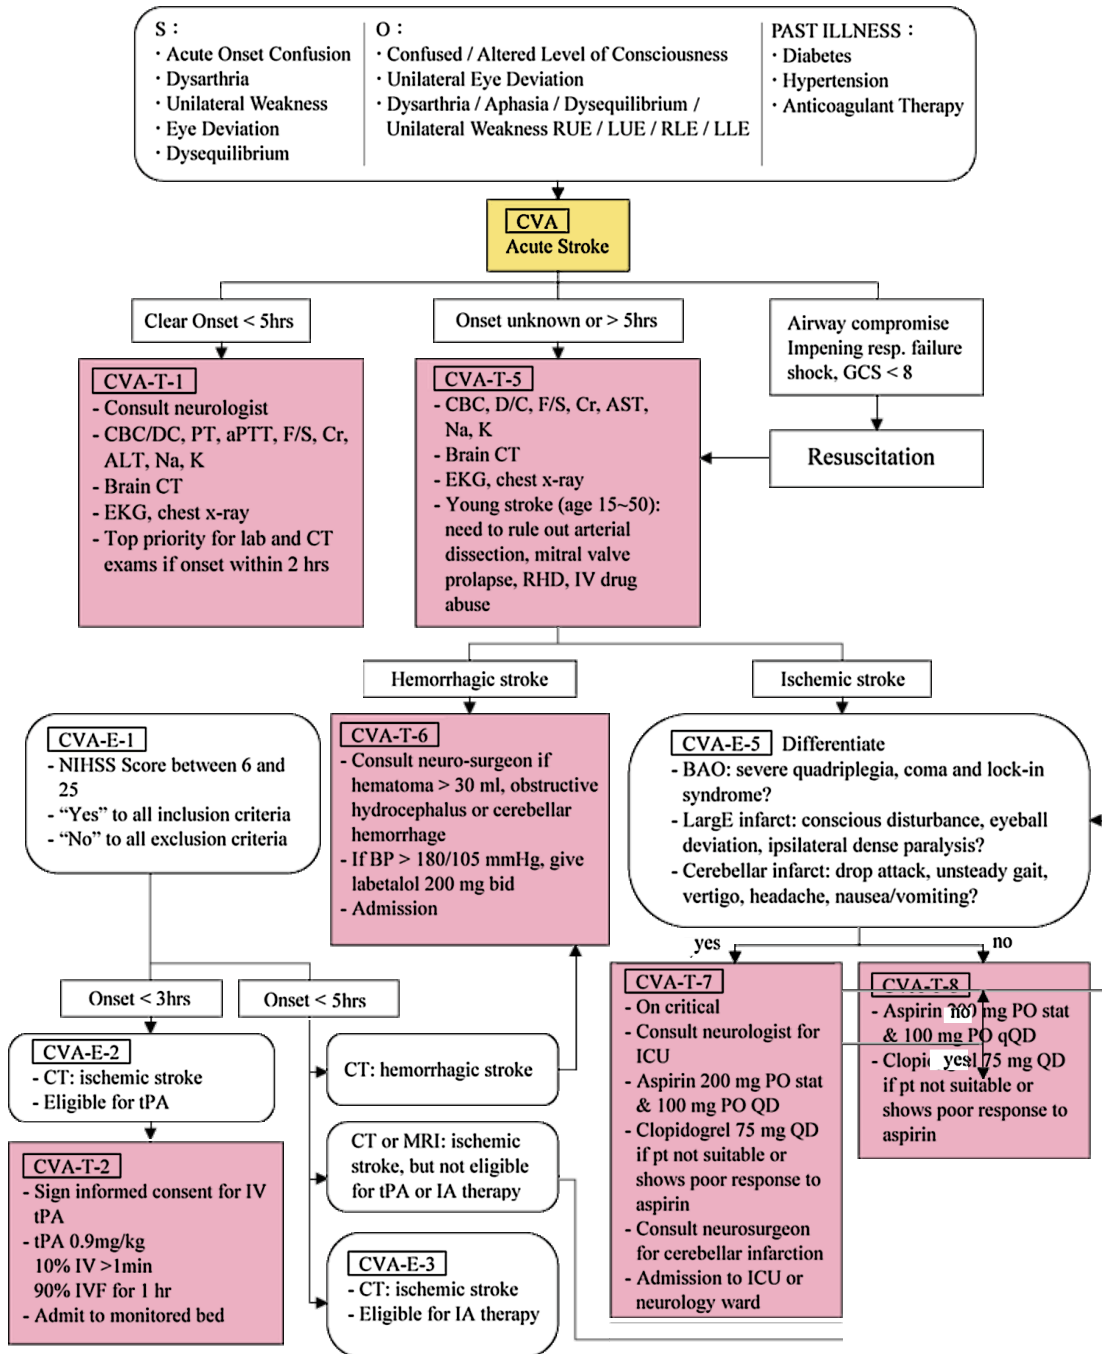 S :
· Acute Onset Confusion
· Dysarthria
· Unilateral Weakness
· Eye Deviation
· Dysequilibrium
O :
· Confused / Altered Level of Consciousness
· Unilateral Eye Deviation
· Dysarthria / Aphasia / Dysequilibrium /
Unilateral Weakness RUE / LUE / RLE / LLE
PAST ILLNESS :
· Diabetes
· Hypertension
· Anticoagulant Therapy
CVA
Acute Stroke
Clear Onset < 5hrs
Onset unknown or > 5hrs
Airway compromise
Impening resp. failure
shock, GCS < 8
Resuscitation
CVA-T-1
- Consult neurologist
- CBC/DC, PT, aPTT, F/S, Cr,
ALT, Na, K
- Brain CT
- EKG, chest x-ray
- Top priority for lab and CT
exams if onset within 2 hrs
CVA-T-5
- CBC, D/C, F/S, Cr, AST,
Na, K
- Brain CT
- EKG, chest x-ray
- Young stroke (age 15~50):
need to rule out arterial
dissection, mitral valve
prolapse, RHD, IV drug
abuse
Hemorrhagic stroke
Ischemic stroke
CVA-E-1
- NIHSS Score between 6 and
25
- “Yes” to all inclusion criteria
- “No” to all exclusion criteria
CVA-T-6
- Consult neuro-surgeon if
hematoma > 30 ml, obstructive
hydrocephalus or cerebellar
hemorrhage
- If BP > 180/105 mmHg, give
labetalol 200 mg bid
- Admission
CVA-E-5 Differentiate
- BAO: severe quadriplegia, coma and lock-in
syndrome?
- LargE infarct: conscious disturbance, eyeball
deviation, ipsilateral dense paralysis?
- Cerebellar infarct: drop attack, unsteady gait,
vertigo, headache, nausea/vomiting?
yes
no
Onset < 3hrs
Onset < 5hrs
CVA-E-2
- CT: ischemic stroke
- Eligible for tPA
CVA-T-2
- Sign informed consent for IV
tPA
- tPA 0.9mg/kg
10% IV >1min
90% IVF for 1 hr
- Admit to monitored bed
CT: hemorrhagic stroke
CT or MRI: ischemic
stroke, but not eligible
for tPA or IA therapy
CVA-E-3
- CT: ischemic stroke
- Eligible for IA therapy
CVA-T-7
- On critical
- Consult neurologist for
ICU
- Aspirin 200 mg PO stat
& 100 mg PO QD
- Clopidogrel 75 mg QD
if pt not suitable or
shows poor response to
aspirin
- Consult neurosurgeon
for cerebellar infarction
- Admission to ICU or
neurology ward
CVA-T-8
- Aspirin mg PO stat
& 100 mg PO qQD
- 75 mg QD
if pt not suitable or
shows poor response to
aspirin
no
yes